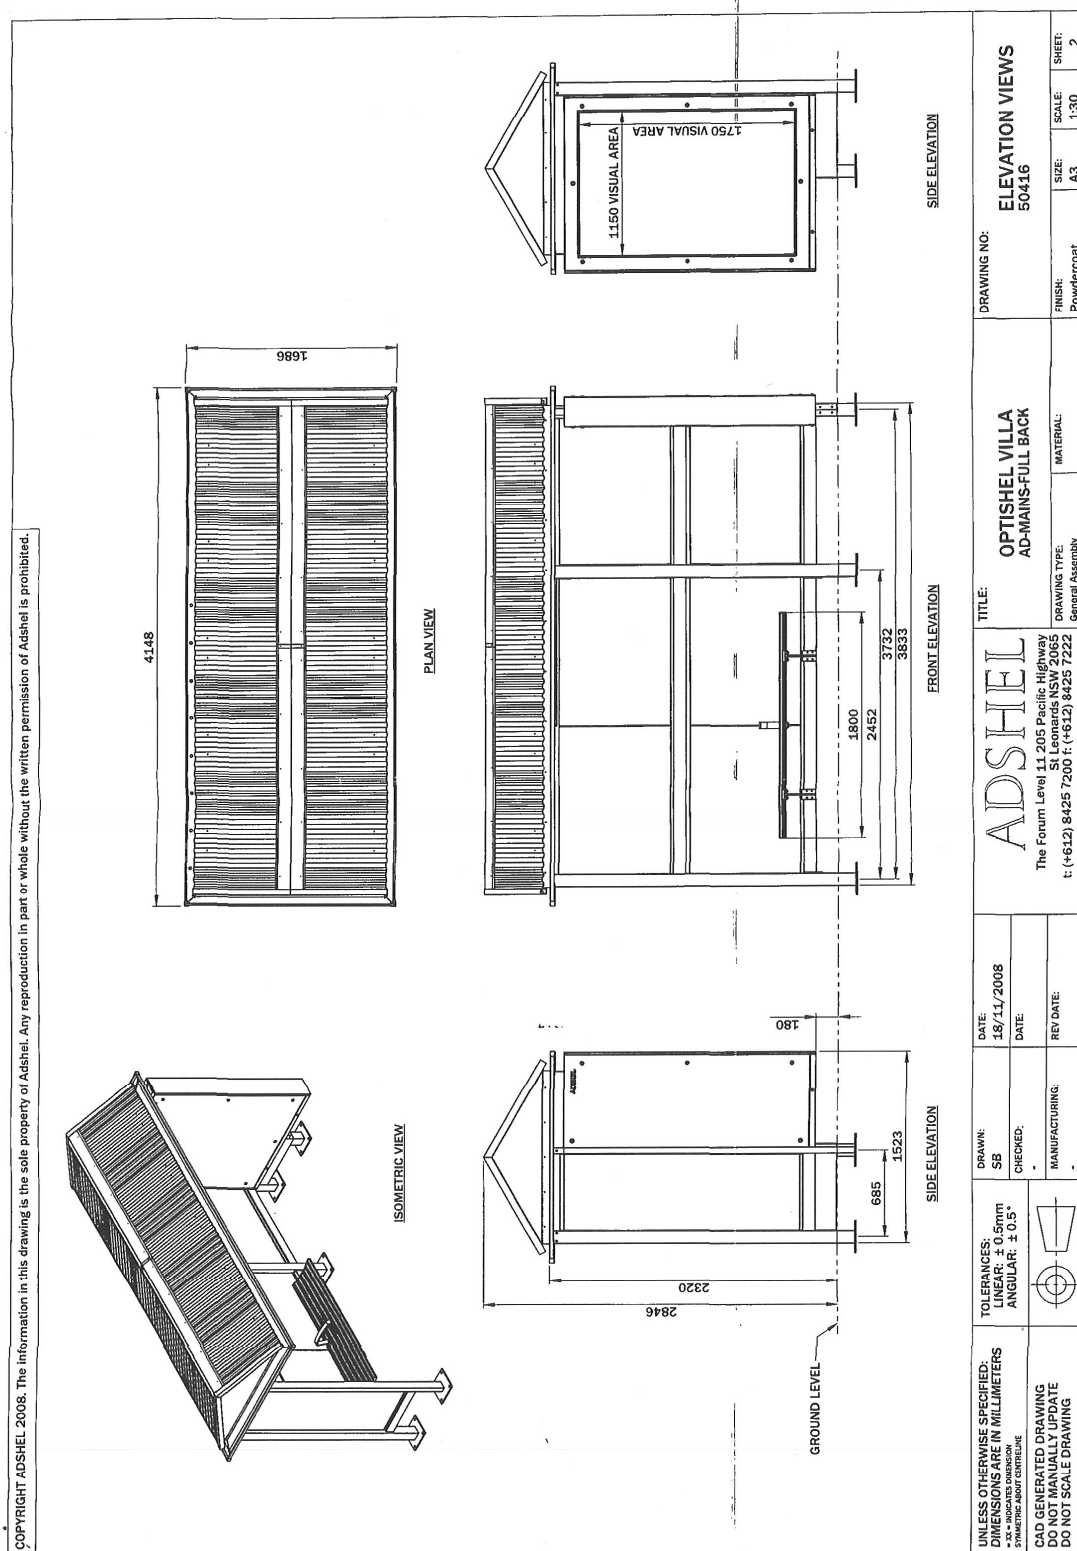 COPYRIGHT ADSHEL 2008. The information in this drawing is the sole property of Adshel. Any reproduction in part or whole without the written permission of Adshel is prohibited.
4148
1686
PLAN VIEW
ISOMETRIC VIEW
2846
2320
685
1523
180
ADSHEL
SIDE ELEVATION
GROUND LEVEL
1800
2452
3732
3833
FRONT ELEVATION
1150 VISUAL AREA
1750 VISUAL AREA
SIDE ELEVATION
UNLESS OTHERWISE SPECIFIED:
DIMENSIONS ARE IN MILLIMETERS
SYMMETRIC ABOUT CENTRELINE
CAD GENERATED DRAWING
DO NOT MANUALLY UPDATE
DO NOT SCALE DRAWING
TOLERANCES:
LINEAR: ± 0.5mm
ANGULAR: ± 0.5°
DRAWN:
SB
DATE:
18/11/2008
CHECKED:
-
DATE:
MANUFACTURING:
-
REV DATE:
ADSHEL
The Forum Level 11 205 Pacific Highway
St Leonards NSW 2065
t: (+612) 8425 7200 f: (+612) 8425 7222
TITLE:
OPTISHEL VILLA
AD-MAINS-FULL BACK
DRAWING TYPE:
General Assembly
MATERIAL:
DRAWING NO:
ELEVATION VIEWS
50416
FINISH:
Powdercoat
SIZE:
A3
SCALE:
1:30
SHEET:
2